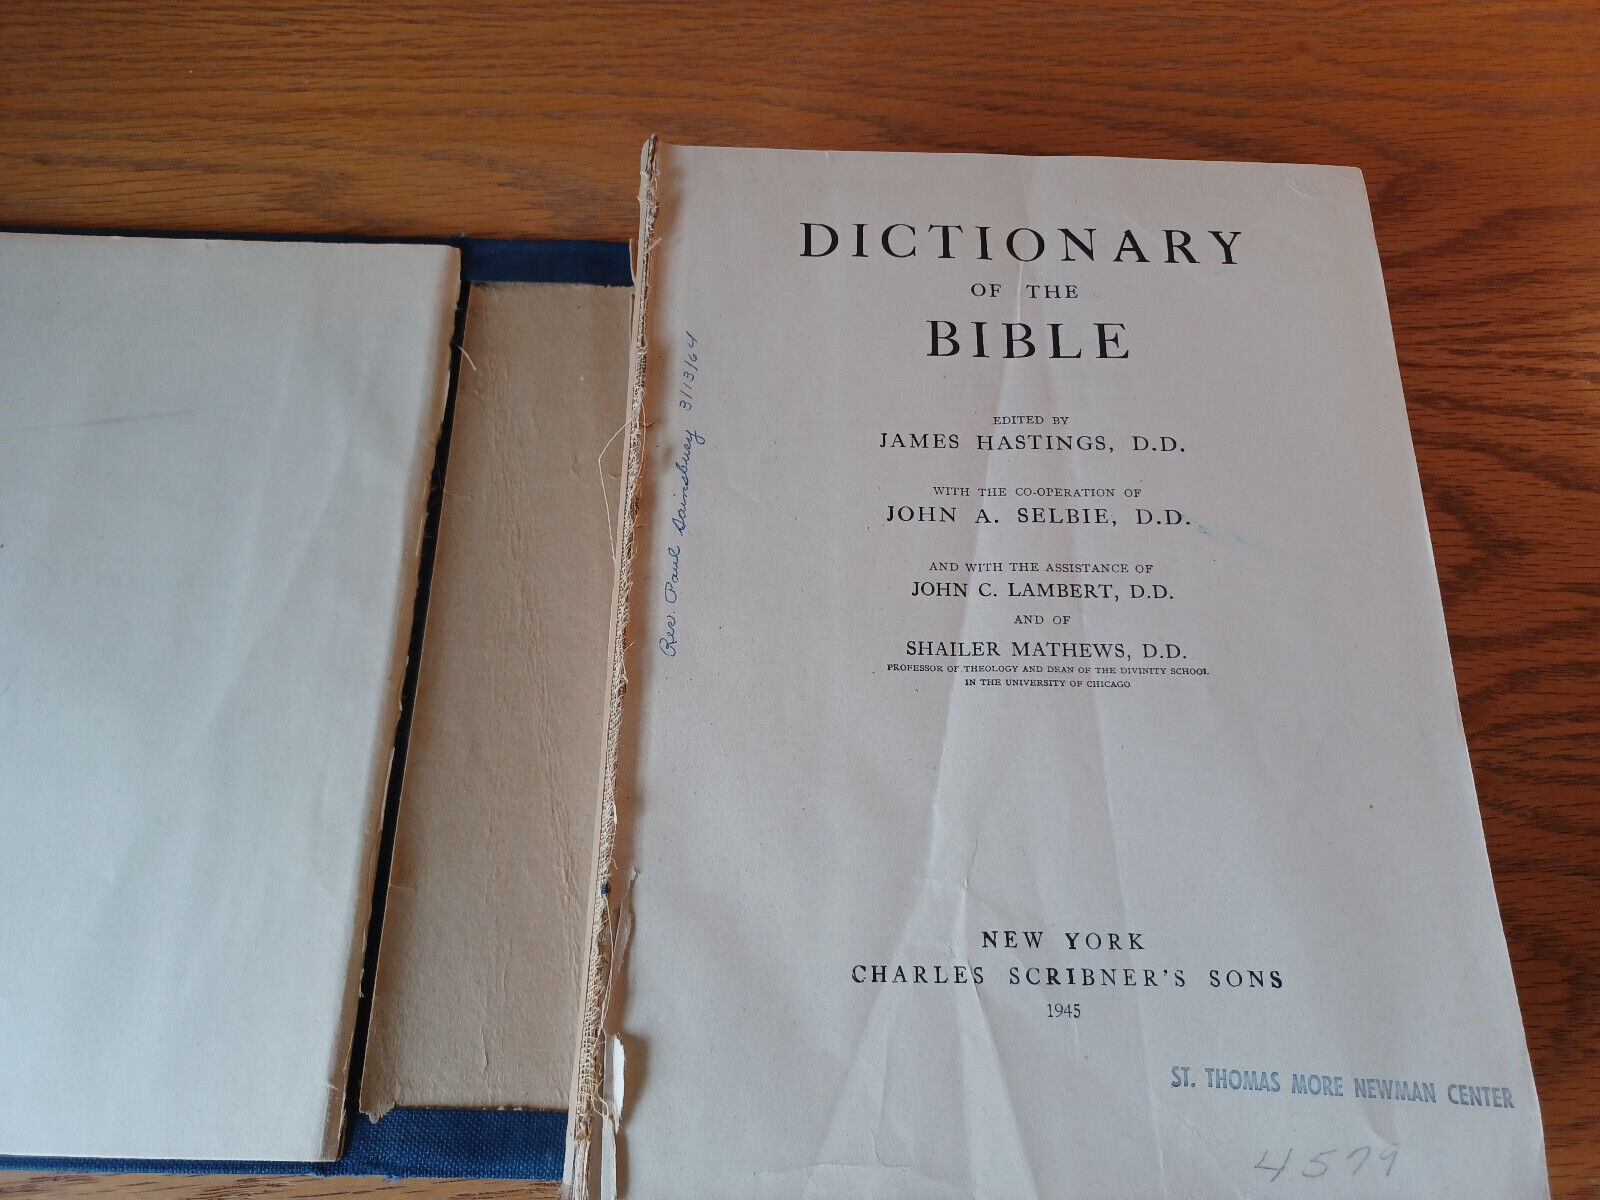 DICTIONARY
OF THE
BIBLE
EDITED BY
JAMES HASTINGS, D.D.
WITH THE CO-OPERATION OF
JOHN A. SELBIE, D.D.
AND WITH THE ASSISTANCE OF
JOHN C. LAMBERT, D.D.
AND OF
SHAILER MATHEWS, D.D.
PROFESSOR OF THEOLOGY AND DEAN OF THE DIVINITY SCHOOL
IN THE UNIVERSITY OF CHICAGO
NEW YORK
CHARLES SCRIBNER'S SONS
1945
ST. THOMAS MORE NEWMAN CENTER
4579
Rec. Paul Sainsbury 3/13/64